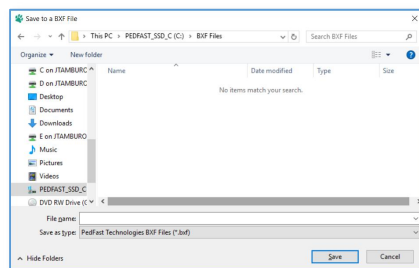 Save to a BXF File
This PC > PEDFAST_SSD_C (C:) > BXF Files
Search BXF Files
Organize New folder
Name Date modified Type Size
No items match your search.
C on JTAMBURO
D on JTAMBURO
Desktop
Documents
Downloads
E on JTAMBURO
Music
Pictures
Videos
PEDFAST_SSD_C
DVD RW Drive (
File name:
Save as type: PedFast Technologies BXF Files (*.bxf)
Hide Folders Save Cancel